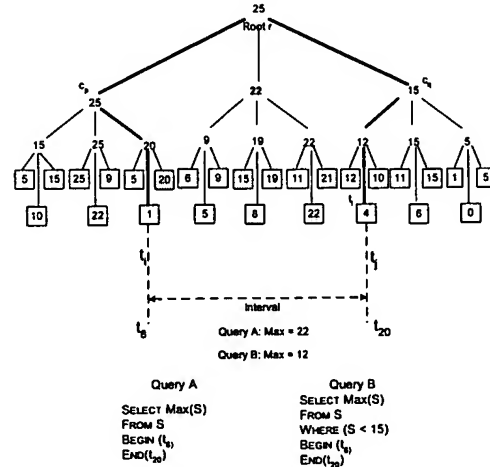 25
Root r
c_p
25
22
15
c_q
15 25 20 9 19 22 12 15 5
5 15 25 9 5 20 6 9 15 19 11 21 12 10 11 15 1 5
10 22 1 5 8 22 4 6 0
t_i
t_j
Interval
t_8
t_20
Query A: Max = 22
Query B: Max = 12
Query A
SELECT Max(S)
FROM S
BEGIN (t_8)
END(t_20)
Query B
SELECT Max(S)
FROM S
WHERE (S < 15)
BEGIN (t_8)
END(t_20)